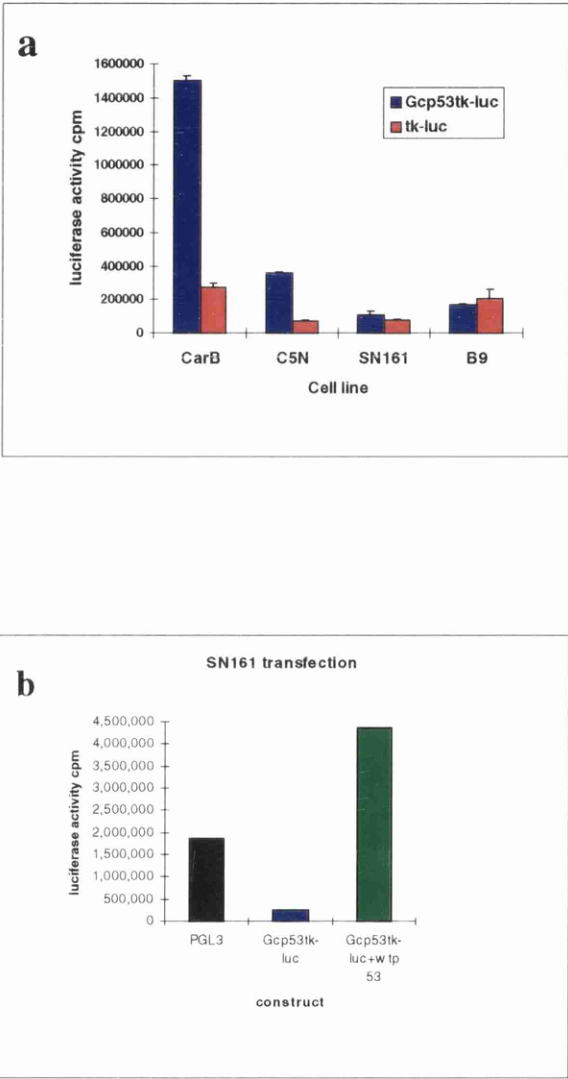 a
1600000
1400000
1200000
1000000
800000
600000
400000
200000
0
luciferase activity cpm
Gcp53tk-luc
tk-luc
CarB C5N SN161 B9
Cell line
SN161 transfection
b
4,500,000
4,000,000
3,500,000
3,000,000
2,500,000
2,000,000
1,500,000
1,000,000
500,000
0
luciferase activity cpm
PGL3 Gcp53tk- Gcp53tk-
luc luc+w tp
53
construct